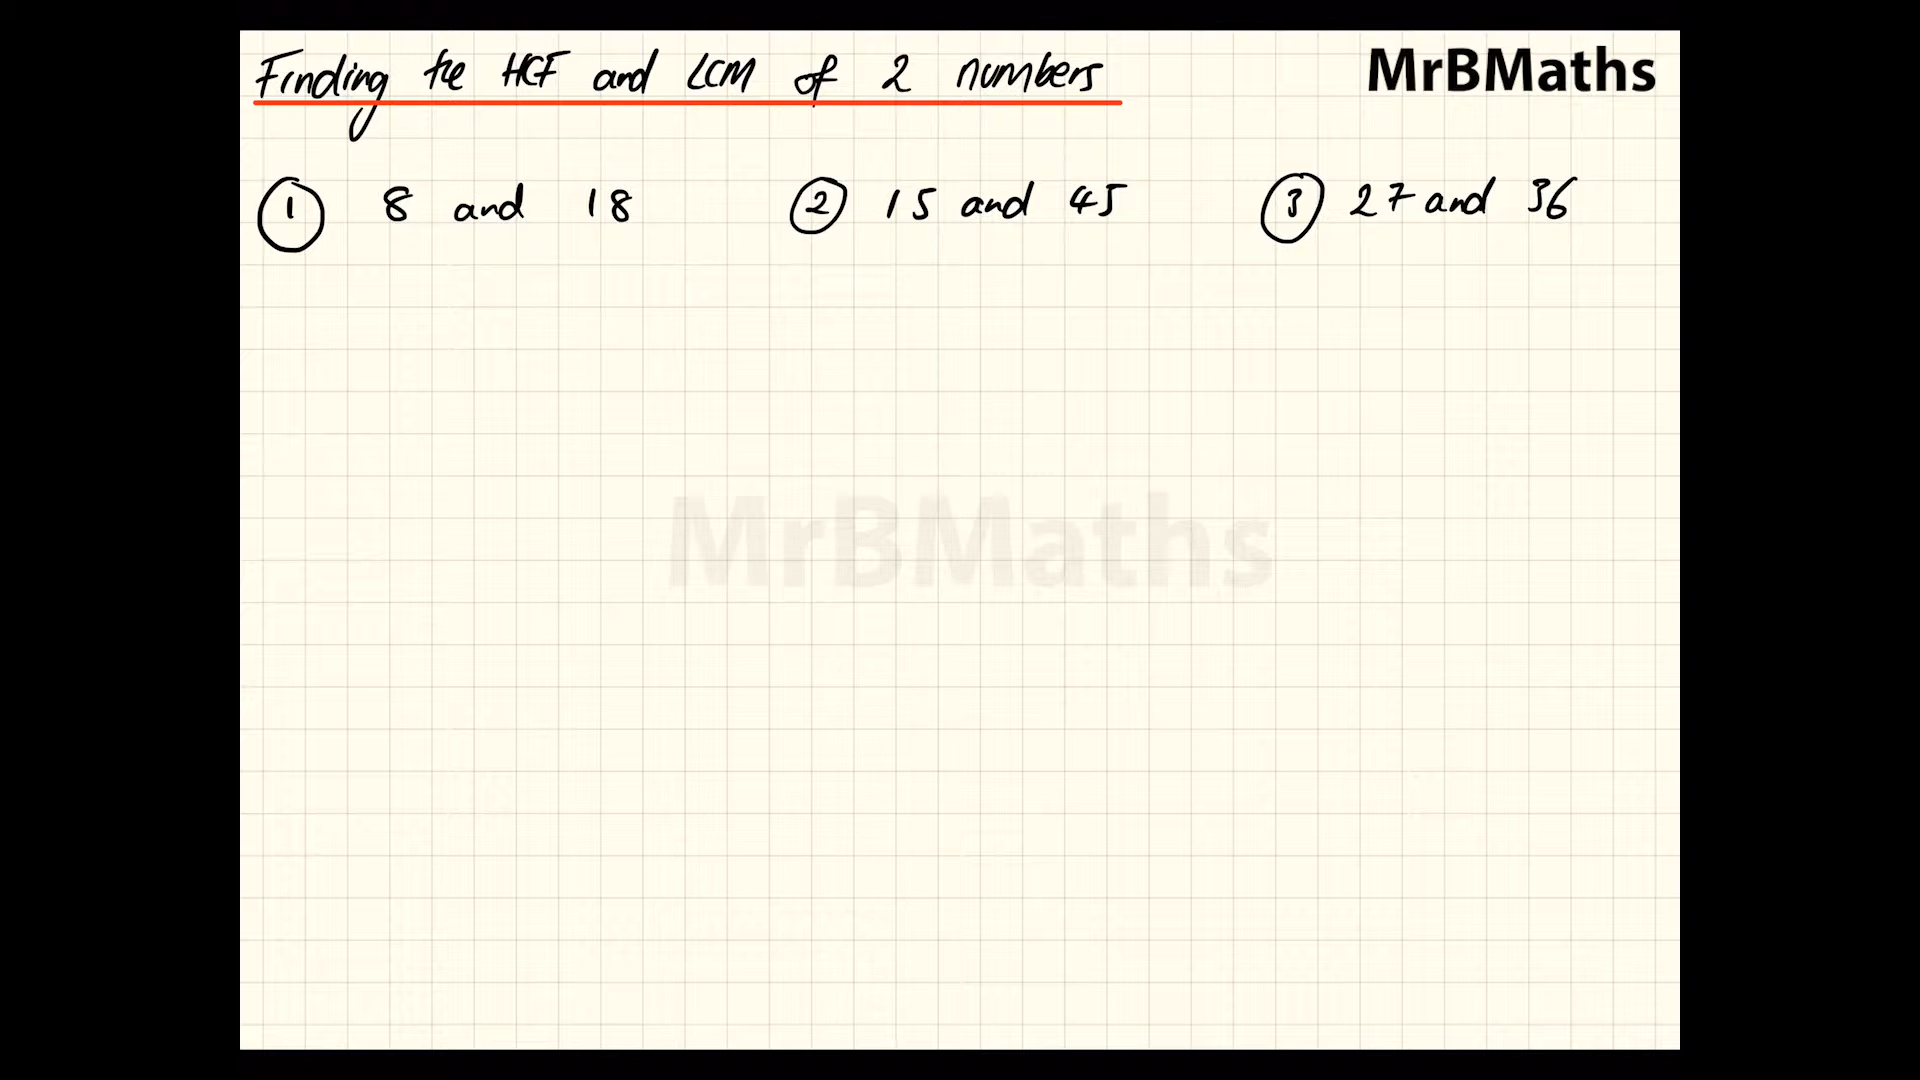 Finding the HCF and LCM of 2 numbers
MrBMaths
1 8 and 18
2 15 and 45
3 27 and 36
MrBMaths